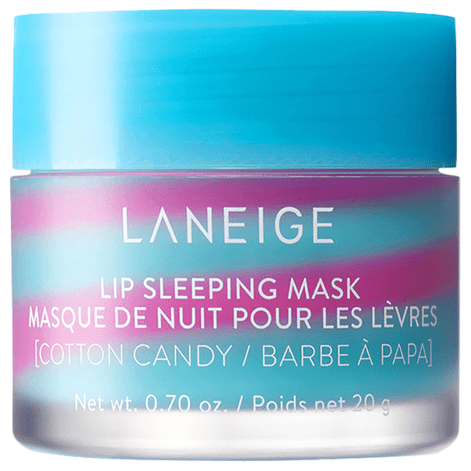 LANEIGE
LIP SLEEPING MASK
MASQUE DE NUIT POUR LES LÈVRES
[COTTON CANDY / BARBE À PAPA]
Net wt. 0.70 oz. / Poids net 20 g